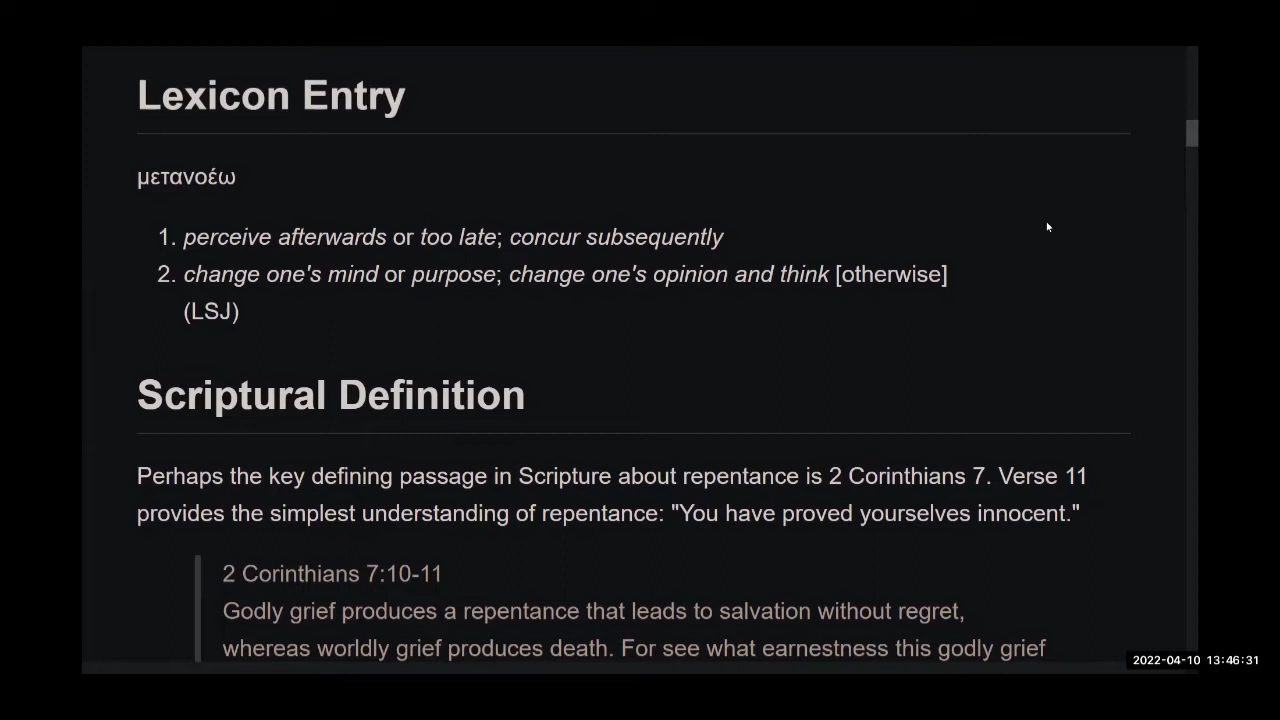 Lexicon Entry
μετανοέω
1. perceive afterwards or too late; concur subsequently
2. change one's mind or purpose; change one's opinion and think [otherwise]
(LSJ)
Scriptural Definition
Perhaps the key defining passage in Scripture about repentance is 2 Corinthians 7. Verse 11
provides the simplest understanding of repentance: "You have proved yourselves innocent."
2 Corinthians 7:10-11
Godly grief produces a repentance that leads to salvation without regret,
whereas worldly grief produces death. For see what earnestness this godly grief
2022-04-10 13:46:31